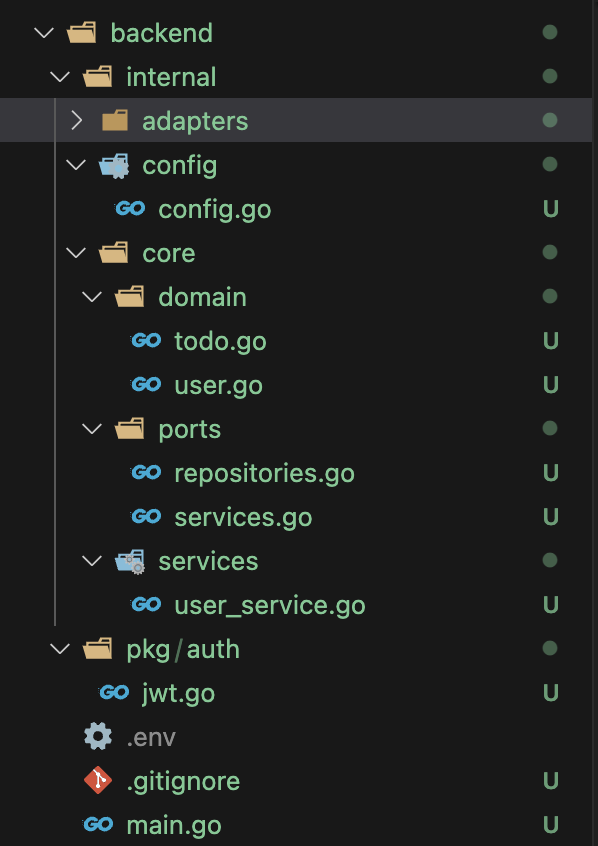 backend
internal
adapters
config
GO config.go U
core
domain
GO todo.go U
GO user.go U
ports
GO repositories.go U
GO services.go U
services
GO user_service.go U
pkg/auth
GO jwt.go U
.env
.gitignore U
GO main.go U